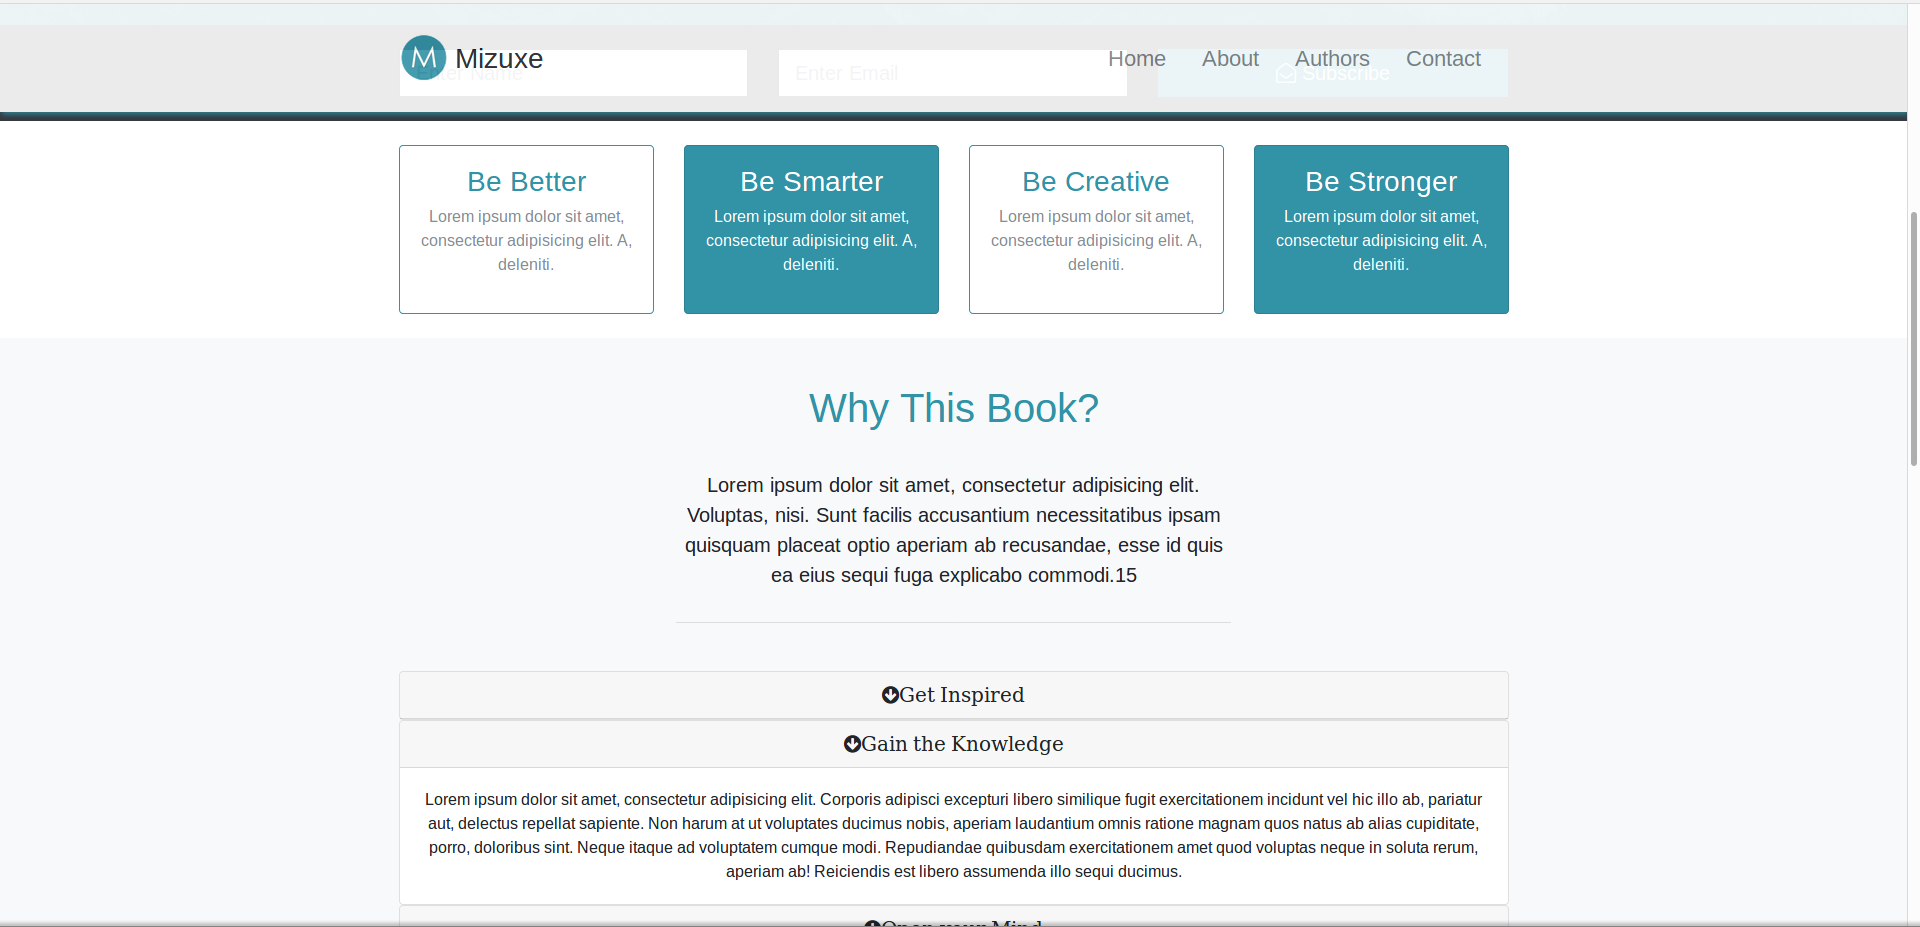 Mizuxe
Home About Authors Contact
Enter Name
Enter Email
Subscribe
Be Better
Lorem ipsum dolor sit amet,
consectetur adipisicing elit. A,
deleniti.
Be Smarter
Lorem ipsum dolor sit amet,
consectetur adipisicing elit. A,
deleniti.
Be Creative
Lorem ipsum dolor sit amet,
consectetur adipisicing elit. A,
deleniti.
Be Stronger
Lorem ipsum dolor sit amet,
consectetur adipisicing elit. A,
deleniti.
Why This Book?
Lorem ipsum dolor sit amet, consectetur adipisicing elit.
Voluptas, nisi. Sunt facilis accusantium necessitatibus ipsam
quisquam placeat optio aperiam ab recusandae, esse id quis
ea eius sequi fuga explicabo commodi.15
Get Inspired
Gain the Knowledge
Lorem ipsum dolor sit amet, consectetur adipisicing elit. Corporis adipisci excepturi libero similique fugit exercitationem incidunt vel hic illo ab, pariatur
aut, delectus repellat sapiente. Non harum at ut voluptates ducimus nobis, aperiam laudantium omnis ratione magnam quos natus ab alias cupiditate,
porro, doloribus sint. Neque itaque ad voluptatem cumque modi. Repudiandae quibusdam exercitationem amet quod voluptas neque in soluta rerum,
aperiam ab! Reiciendis est libero assumenda illo sequi ducimus.
Open your Mind